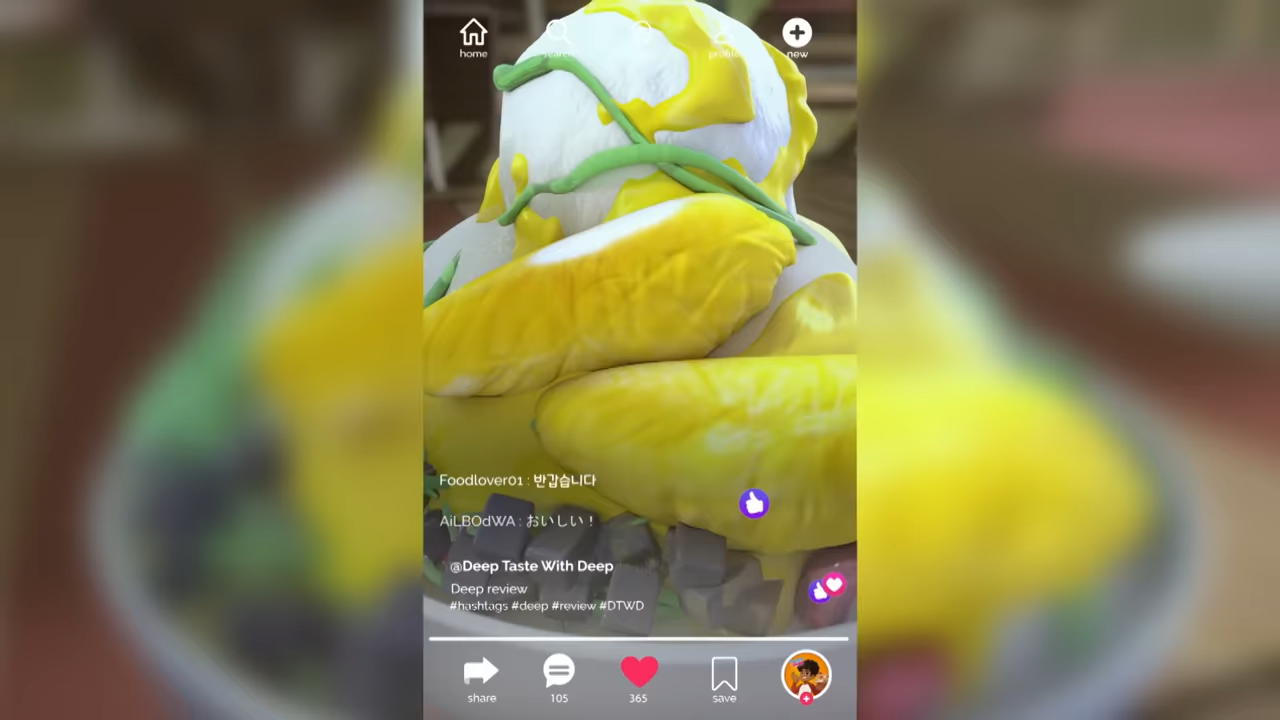 home
new
Foodlover01 : 반갑습니다
AiLBOdWA : おいしい！
@Deep Taste With Deep
Deep review
#hashtags #deep #review #DTWD
share
105
365
save